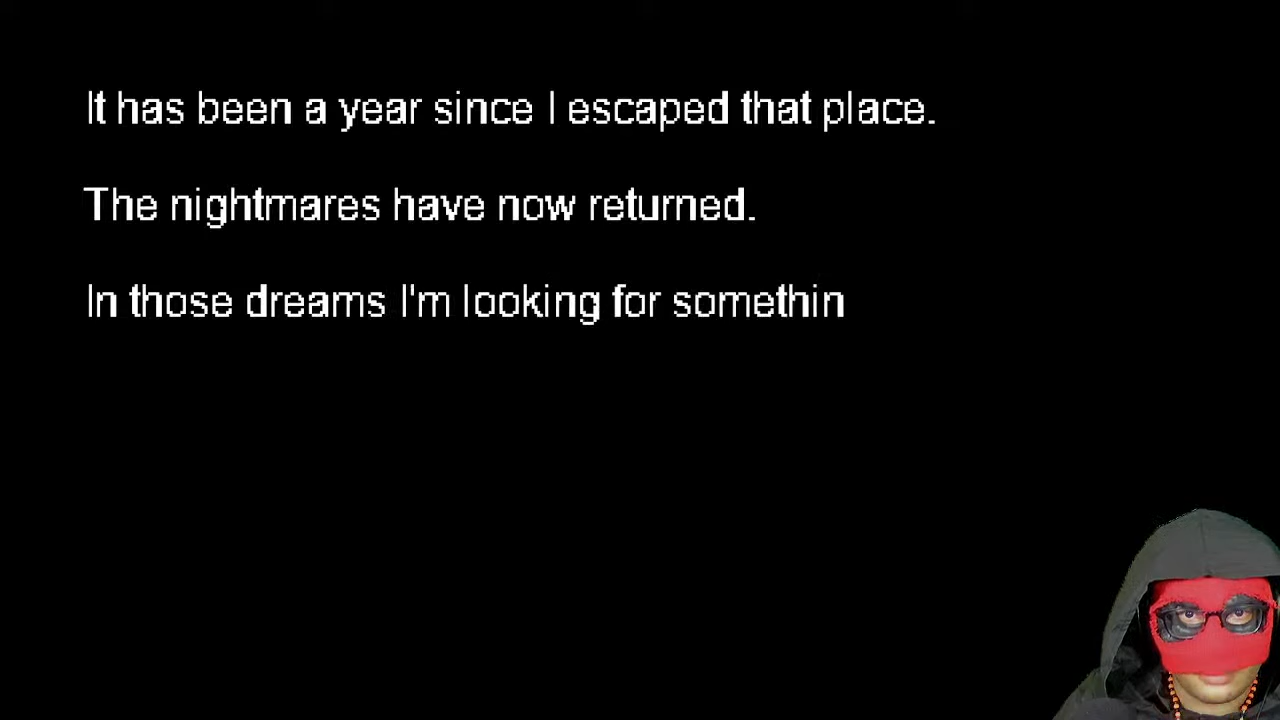 It has been a year since I escaped that place.
The nightmares have now returned.
In those dreams I'm looking for somethin